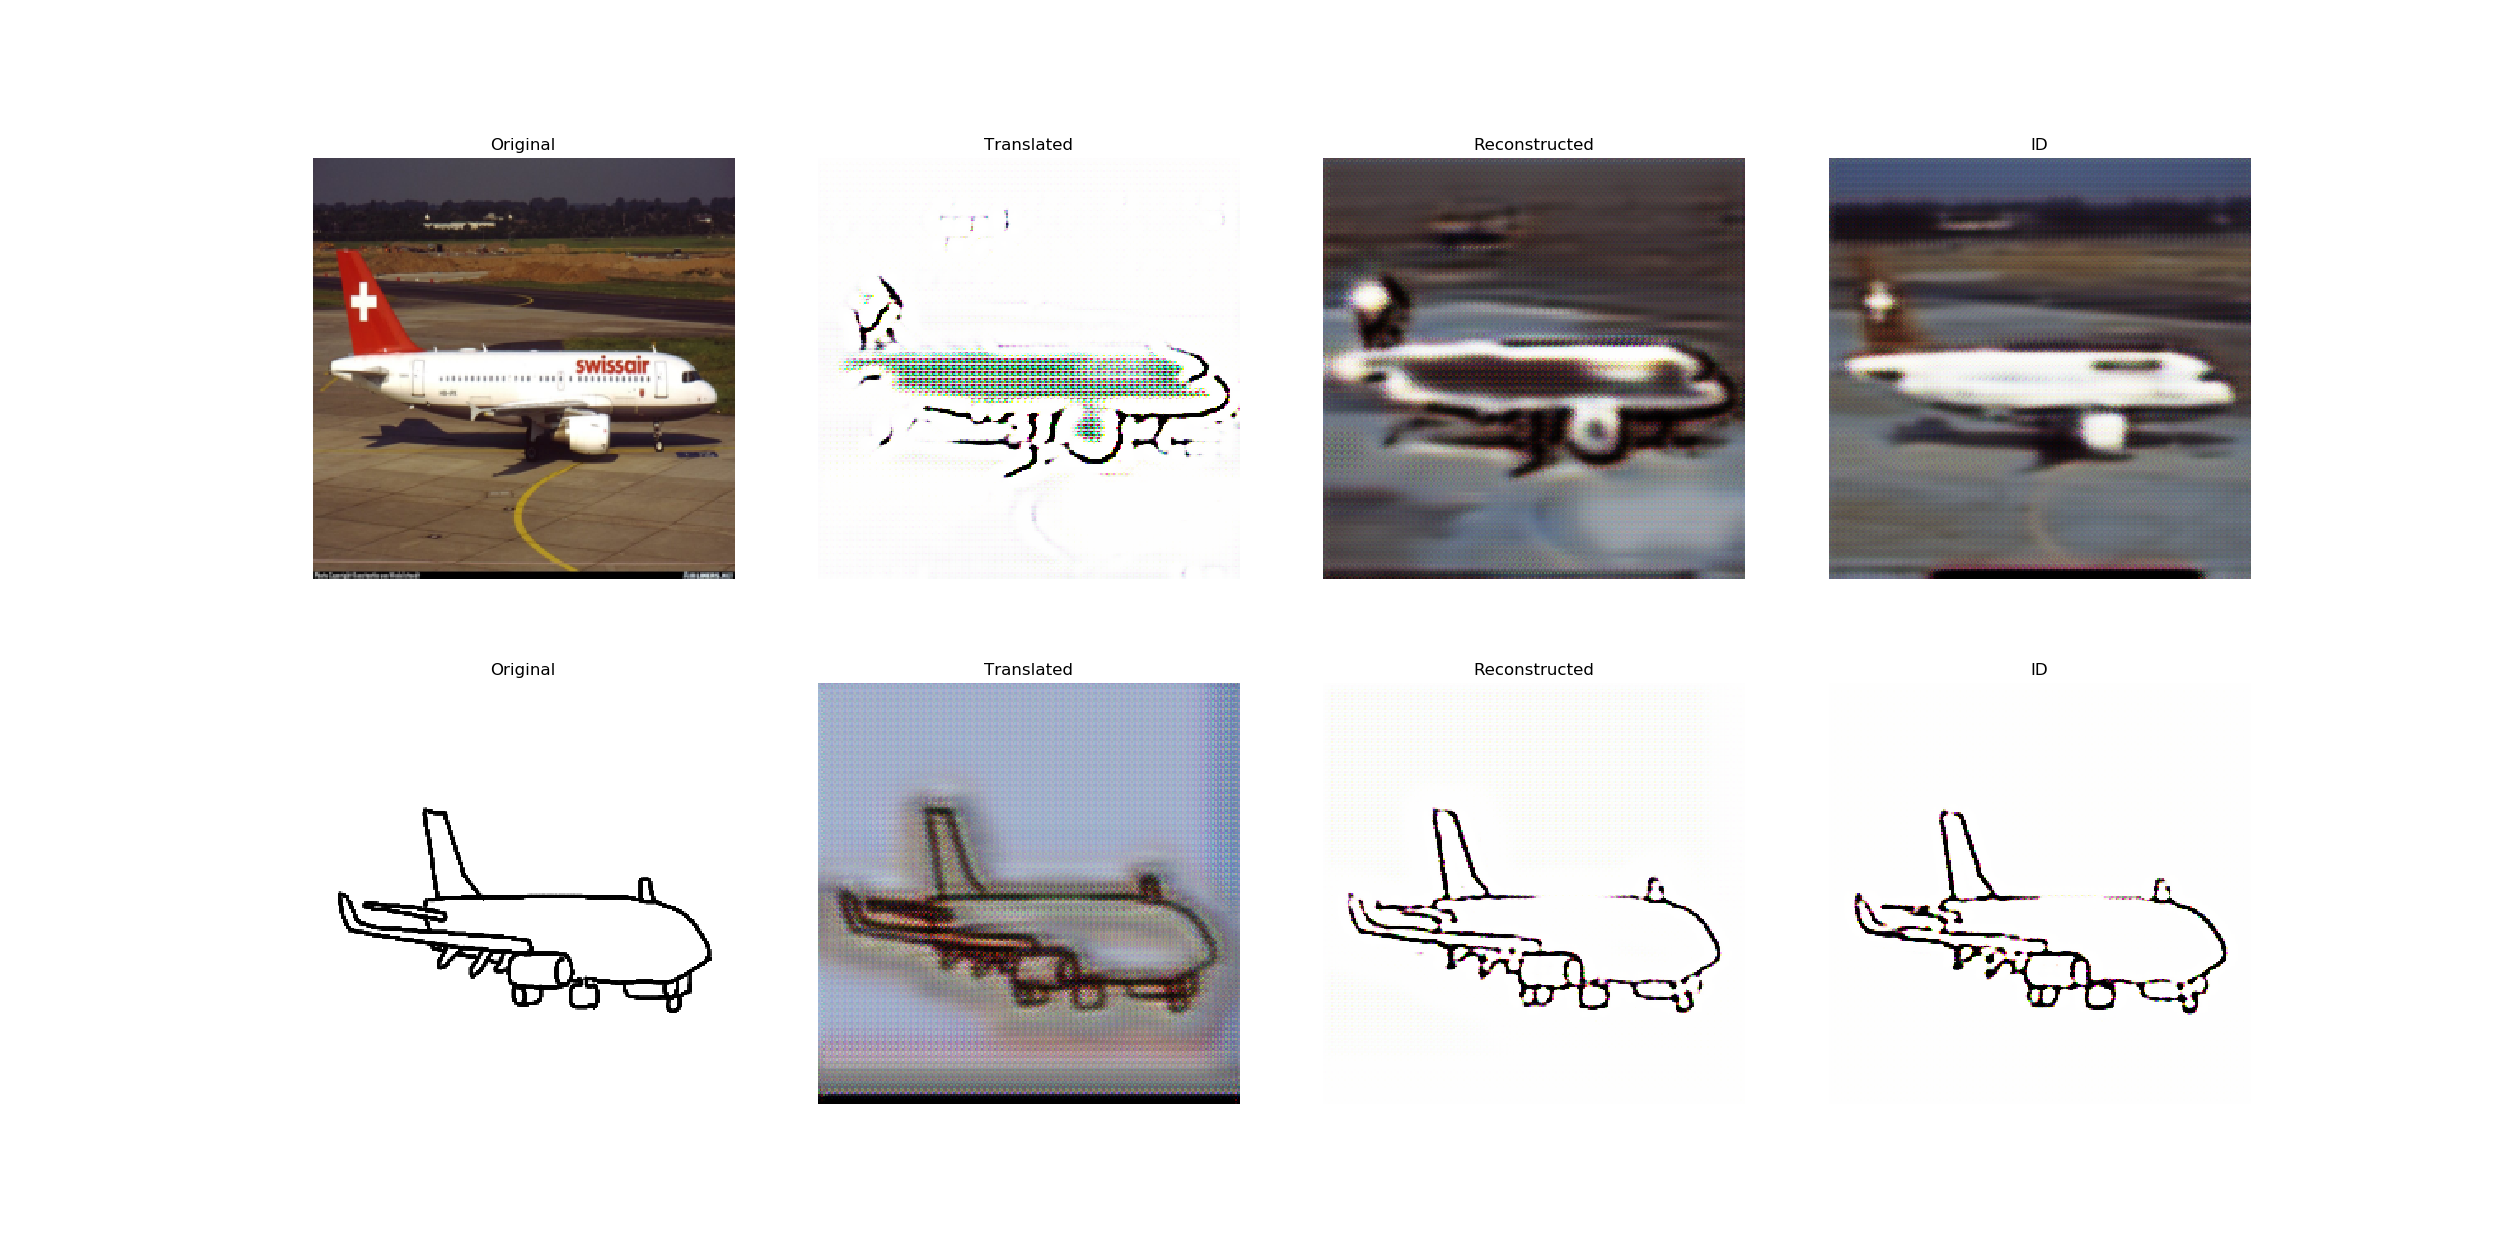 Original
Translated
Reconstructed
ID
swissair
Original
Translated
Reconstructed
ID